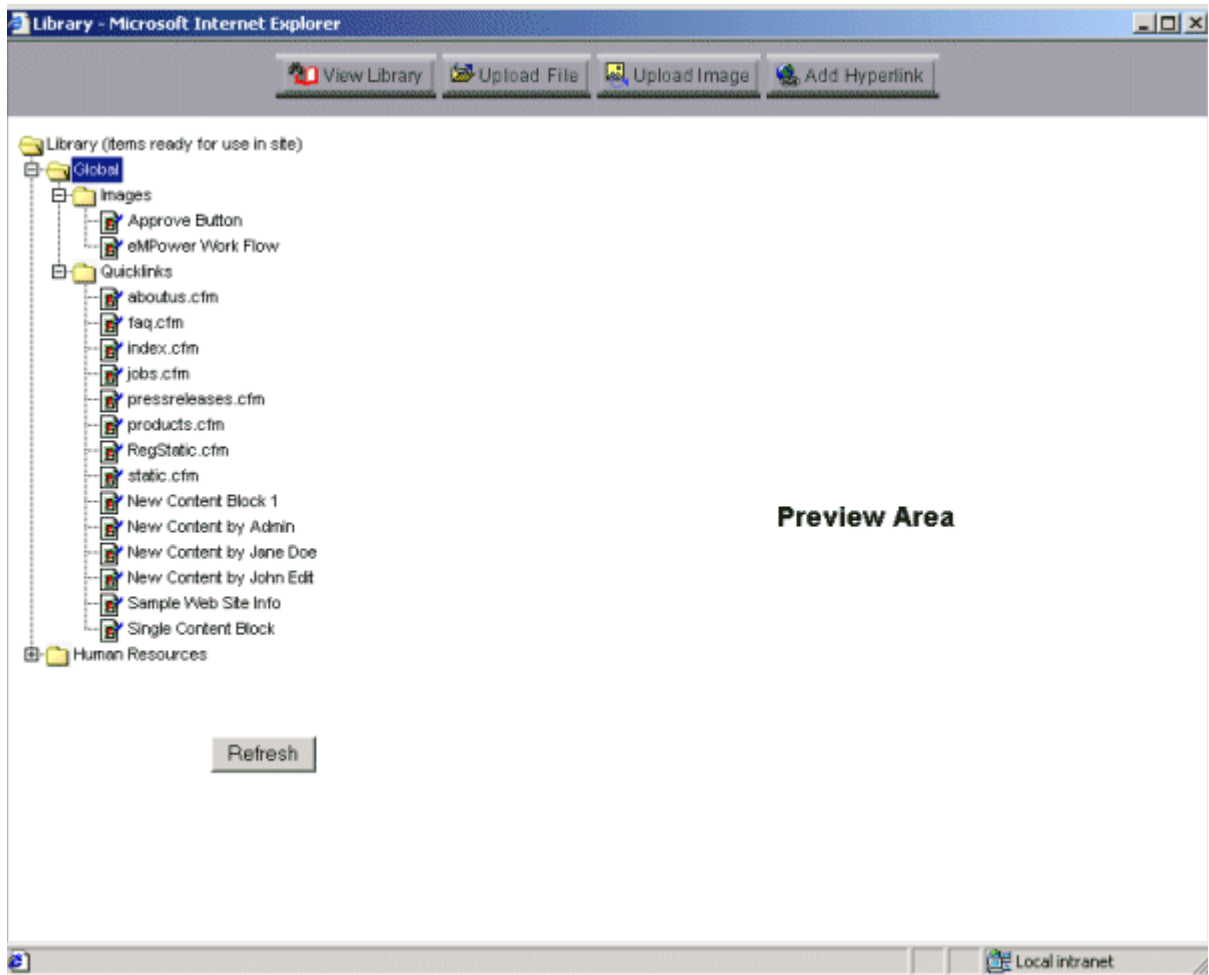 Library - Microsoft Internet Explorer
View Library
Upload File
Upload Image
Add Hyperlink
Library (items ready for use in site)
Global
Images
Approve Button
eMPower Work Flow
Quicklinks
aboutus.cfm
faq.cfm
index.cfm
jobs.cfm
pressreleases.cfm
products.cfm
RegStatic.cfm
static.cfm
New Content Block 1
New Content by Admin
New Content by Jane Doe
New Content by John Edit
Sample Web Site Info
Single Content Block
Human Resources
Preview Area
Refresh
Local intranet